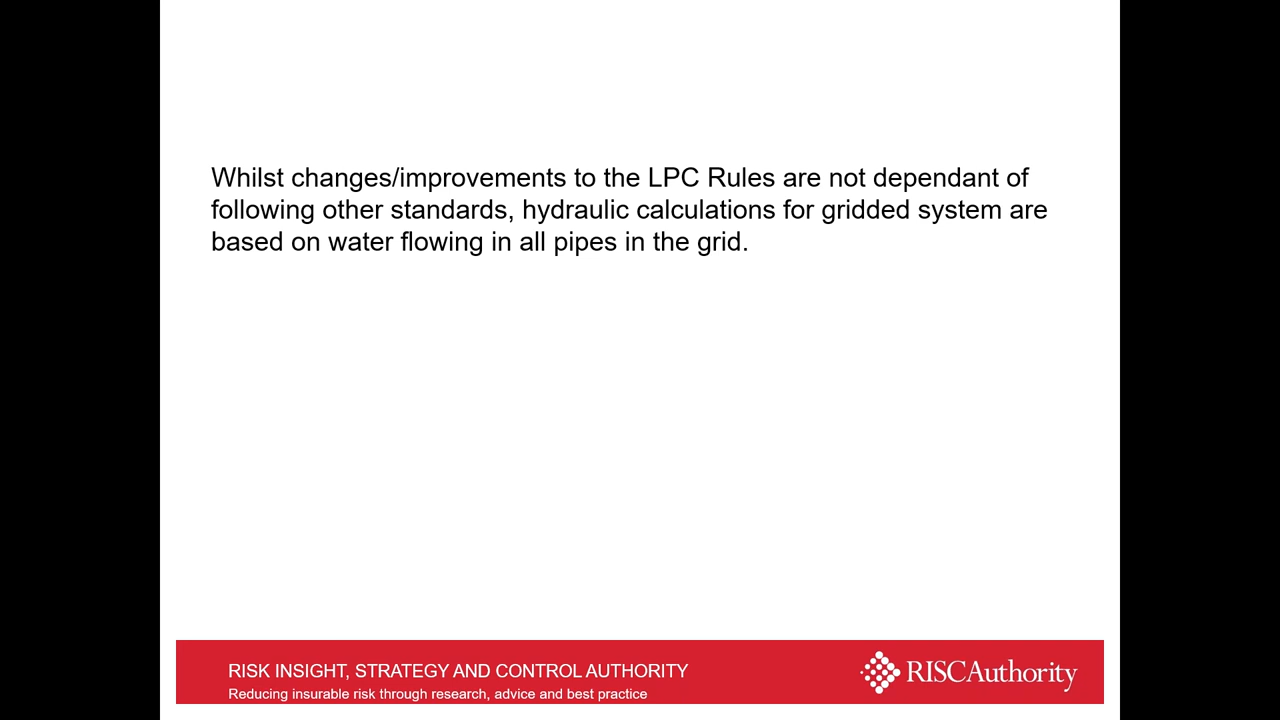 Whilst changes/improvements to the LPC Rules are not dependant of
following other standards, hydraulic calculations for gridded system are
based on water flowing in all pipes in the grid.
RISK INSIGHT, STRATEGY AND CONTROL AUTHORITY
Reducing insurable risk through research, advice and best practice
RISCAuthority